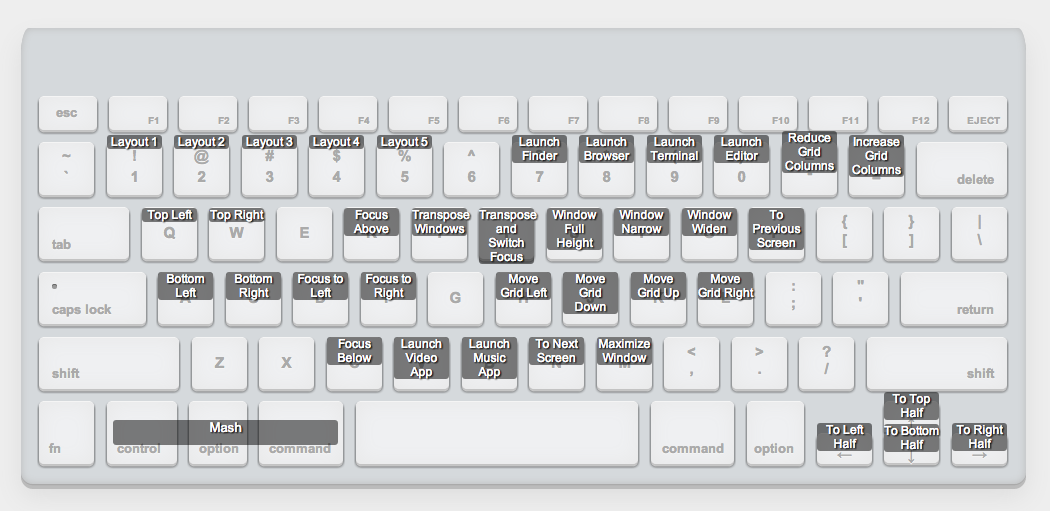 esc F1 F2 F3 F4 F5 F6 F7 F8 F9 F10 F11 F12 EJECT
Layout 1 Layout 2 Layout 3 Layout 4 Layout 5 Launch Finder Launch Browser Launch Terminal Launch Editor Reduce Grid Columns Increase Grid Columns
~ ! @ # $ % ^
` 1 2 3 4 5 6 7 8 9 0 delete
Top Left Top Right Focus Above Transpose Windows Transpose and Switch Focus Window Full Height Window Narrow Window Widen To Previous Screen
{ } |
tab Q W E [ ] \
Bottom Left Bottom Right Focus to Left Focus to Right Move Grid Left Move Grid Down Move Grid Up Move Grid Right
: "
caps lock G ; ' return
Focus Below Launch Video App Launch Music App To Next Screen Maximize Window
< > ?
shift Z X , . / shift
To Top Half
Mash To Left Half To Bottom Half To Right Half
fn control option command command option ← ↓ →